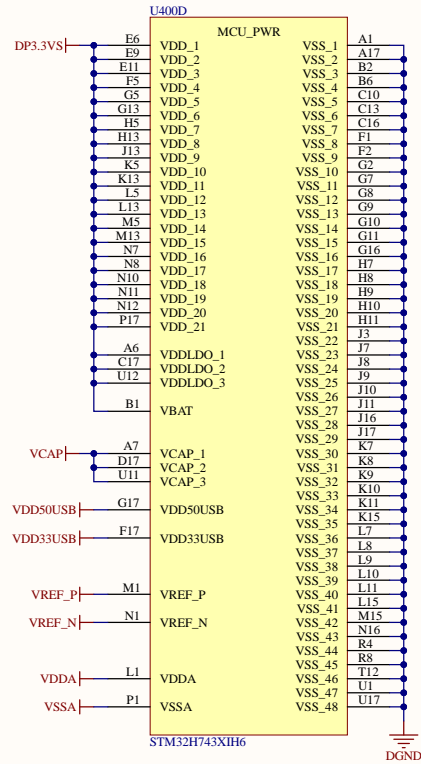 U400D
MCU_PWR
DP3.3VS E6 VDD_1 VSS_1 A1
E9 VDD_2 VSS_2 A17
E11 VDD_3 VSS_3 B2
F5 VDD_4 VSS_4 B6
G5 VDD_5 VSS_5 C10
G13 VDD_6 VSS_6 C13
H5 VDD_7 VSS_7 C16
H13 VDD_8 VSS_8 F1
J13 VDD_9 VSS_9 F2
K5 VDD_10 VSS_10 G2
K13 VDD_11 VSS_11 G7
L5 VDD_12 VSS_12 G8
L13 VDD_13 VSS_13 G9
M5 VDD_14 VSS_14 G10
M13 VDD_15 VSS_15 G11
N7 VDD_16 VSS_16 G16
N8 VDD_17 VSS_17 H7
N10 VDD_18 VSS_18 H8
N11 VDD_19 VSS_19 H9
N12 VDD_20 VSS_20 H10
P17 VDD_21 VSS_21 H11
VSS_22 J3
A6 VDDLDO_1 VSS_23 J7
C17 VDDLDO_2 VSS_24 J8
U12 VDDLDO_3 VSS_25 J9
VSS_26 J10
B1 VBAT VSS_27 J11
VSS_28 J16
VSS_29 J17
VCAP A7 VCAP_1 VSS_30 K7
D17 VCAP_2 VSS_31 K8
U11 VCAP_3 VSS_32 K9
VSS_33 K10
VDD50USB G17 VDD50USB VSS_34 K11
VSS_35 K15
VDD33USB F17 VDD33USB VSS_36 L7
VSS_37 L8
VSS_38 L9
VSS_39 L10
VREF_P M1 VREF_P VSS_40 L11
VSS_41 L15
VREF_N N1 VREF_N VSS_42 M15
VSS_43 N16
VSS_44 R4
VSS_45 R8
VDDA L1 VDDA VSS_46 T12
VSS_47 U1
VSSA P1 VSSA VSS_48 U17
STM32H743XIH6
DGND